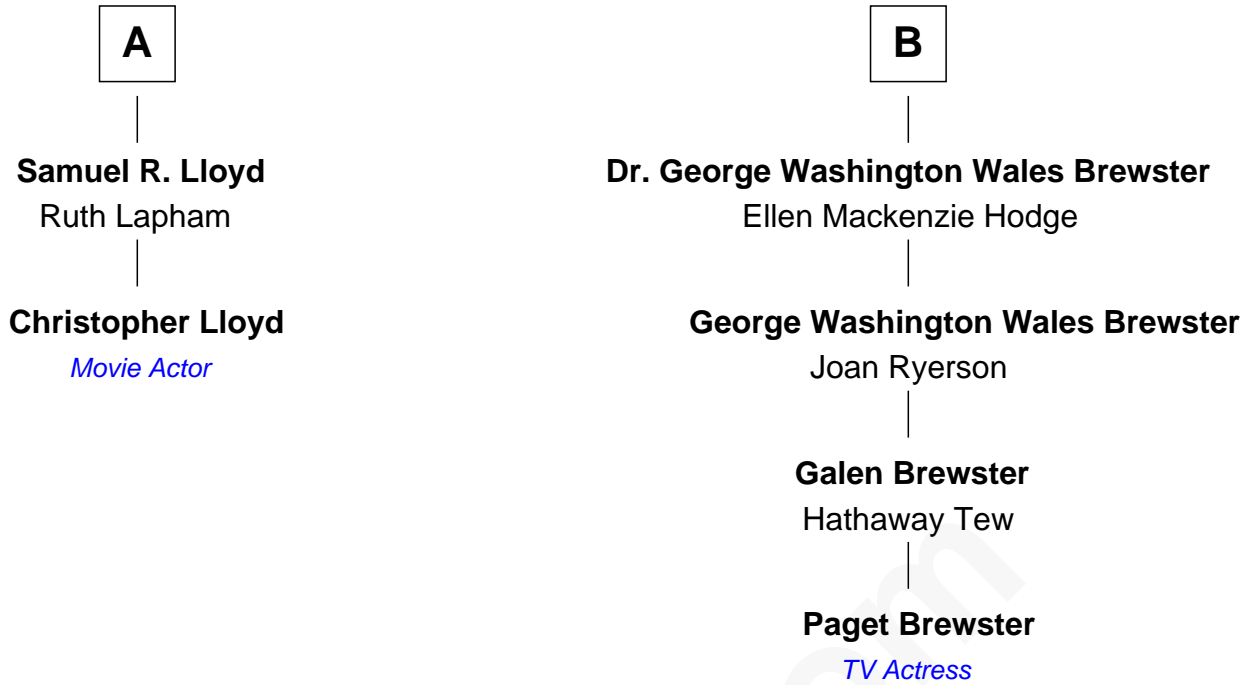 A
Samuel R. Lloyd
Ruth Lapham
Christopher Lloyd
Movie Actor
B
Dr. George Washington Wales Brewster
Ellen Mackenzie Hodge
George Washington Wales Brewster
Joan Ryerson
Galen Brewster
Hathaway Tew
Paget Brewster
TV Actress